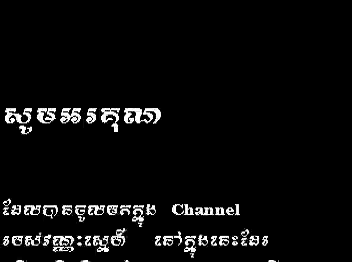 សូមអរគុណ
ដែលបានចូលមកក្នុង Channel
របស់វណ្ណះស្នេហ៍ នៅក្នុងនេះដែរ